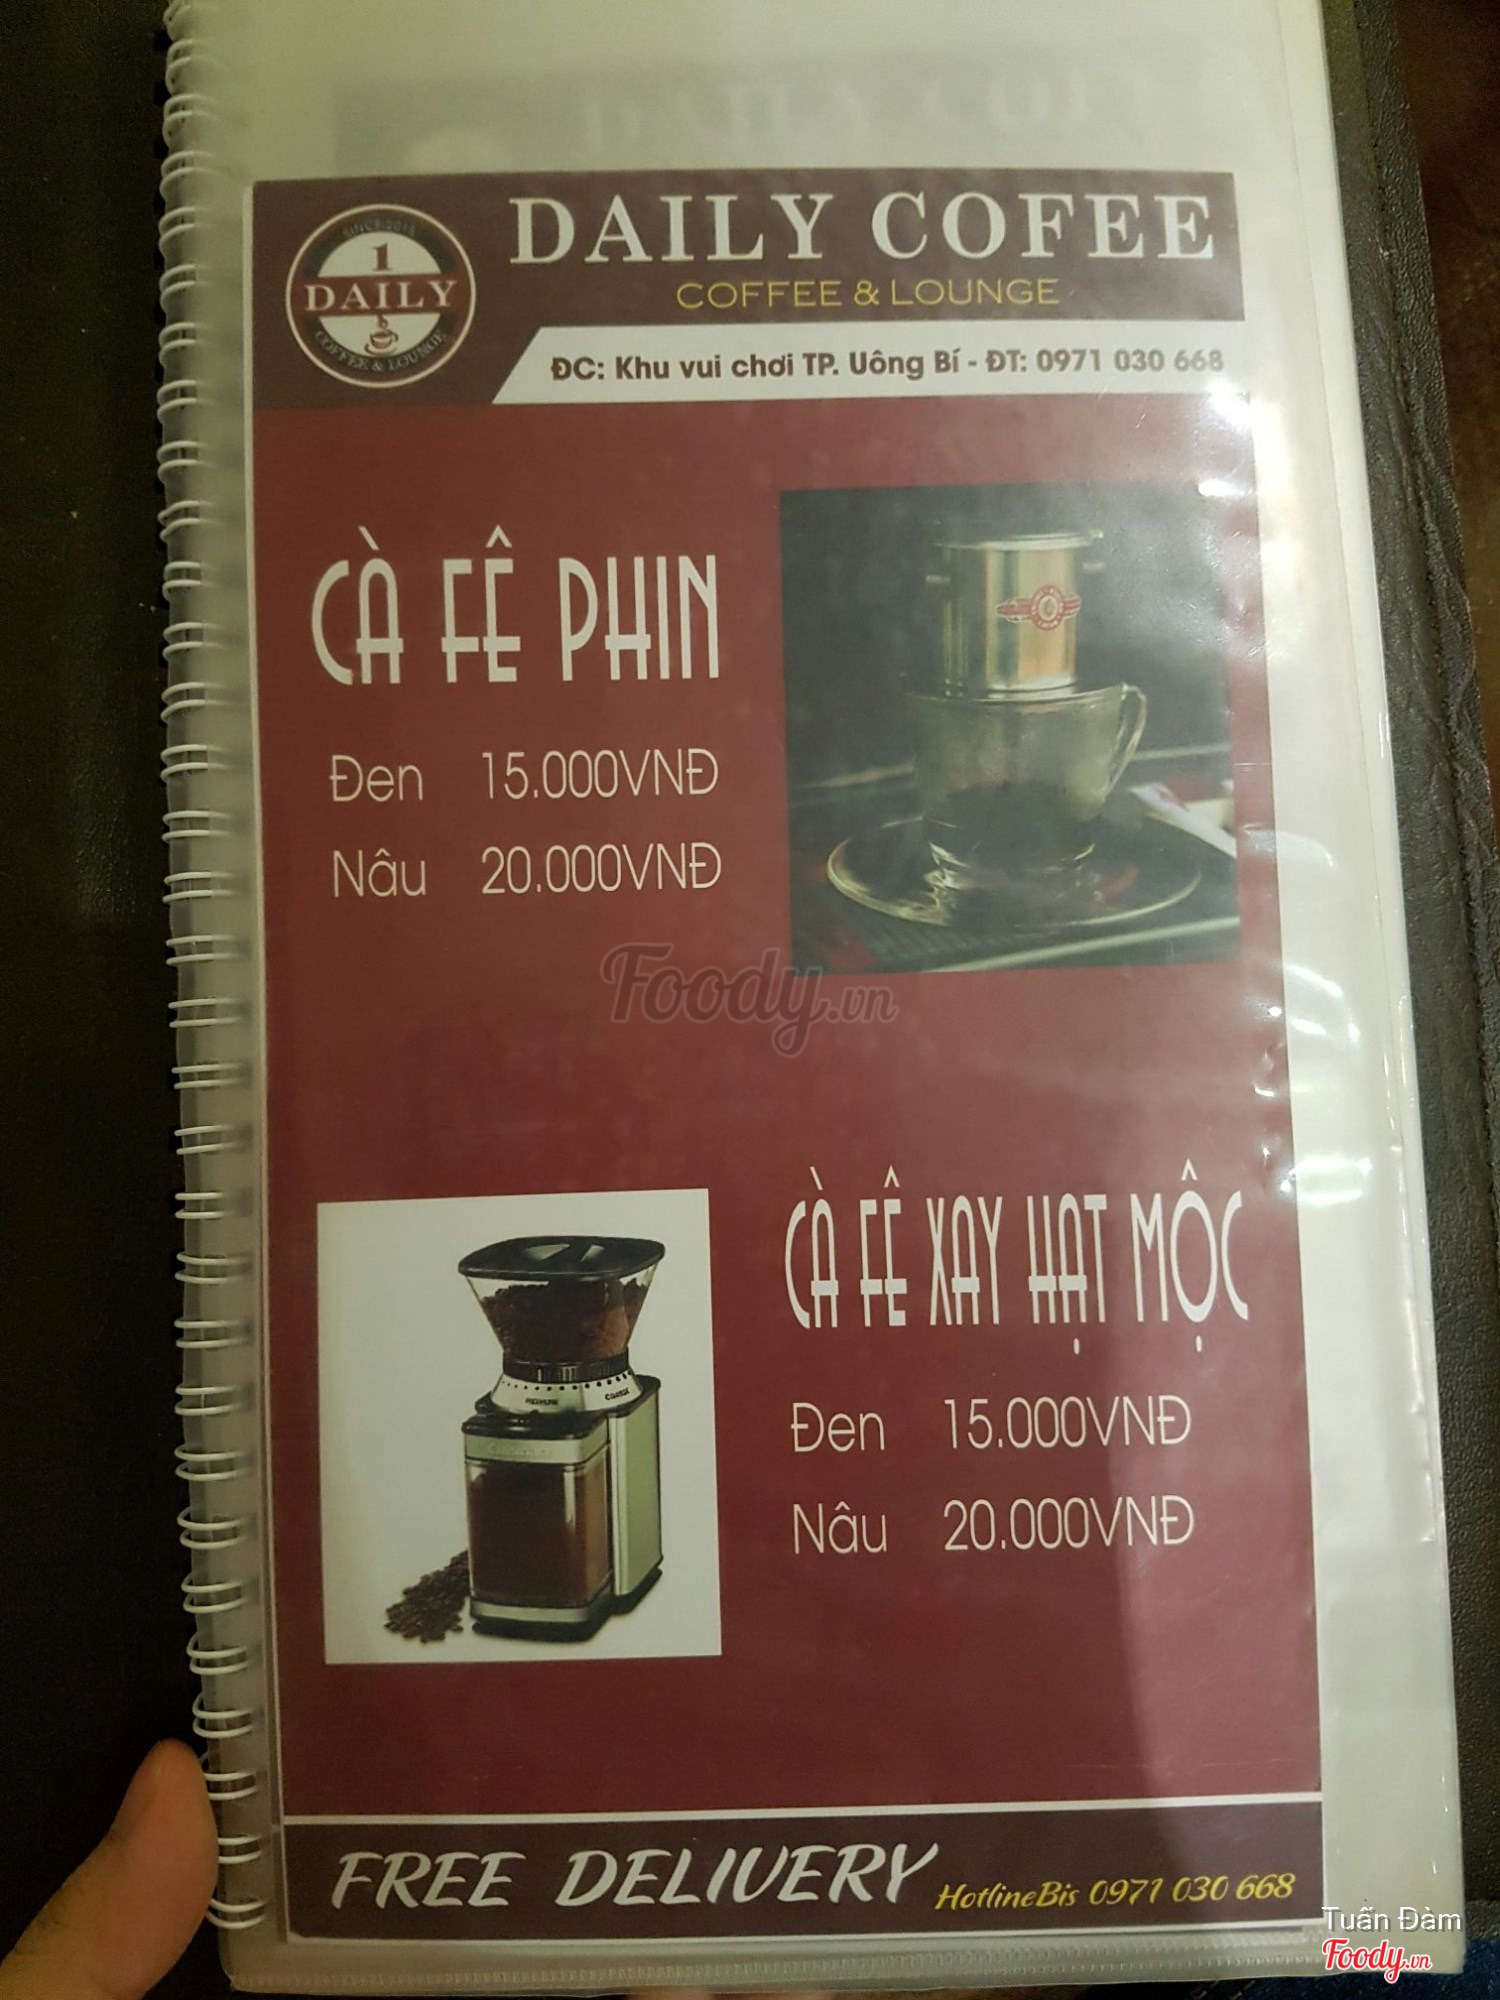 DAILY COFEE
COFFEE & LOUNGE
SINCE 2015
1
DAILY
COFFEE & LOUNGE
ĐC: Khu vui chơi TP. Uông Bí - ĐT: 0971 030 668
CÀ FÊ PHIN
Đen 15.000VNĐ
Nâu 20.000VNĐ
Foody.vn
CÀ FÊ XAY HẠT MỘC
Đen 15.000VNĐ
Nâu 20.000VNĐ
FREE DELIVERY HotlineBis 0971 030 668
Tuấn Đàm
Foody.vn